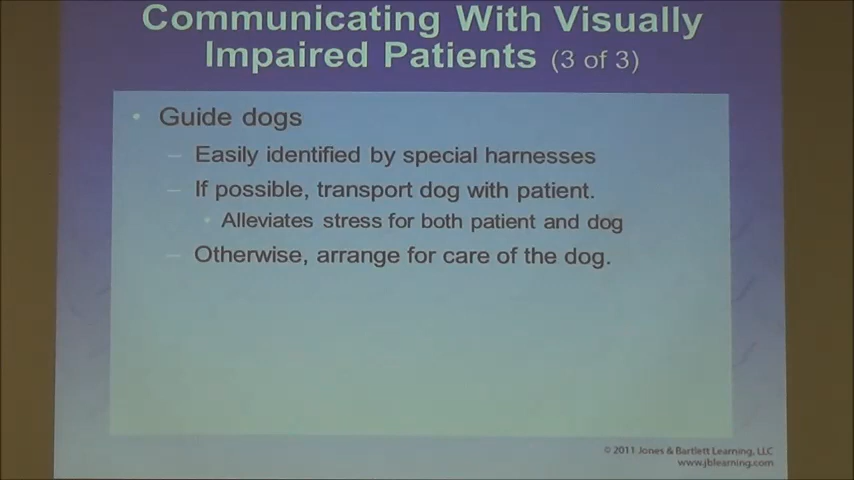 Communicating With Visually
Impaired Patients (3 of 3)
• Guide dogs
– Easily identified by special harnesses
– If possible, transport dog with patient.
• Alleviates stress for both patient and dog
– Otherwise, arrange for care of the dog.
© 2011 Jones & Bartlett Learning, LLC
www.jblearning.com